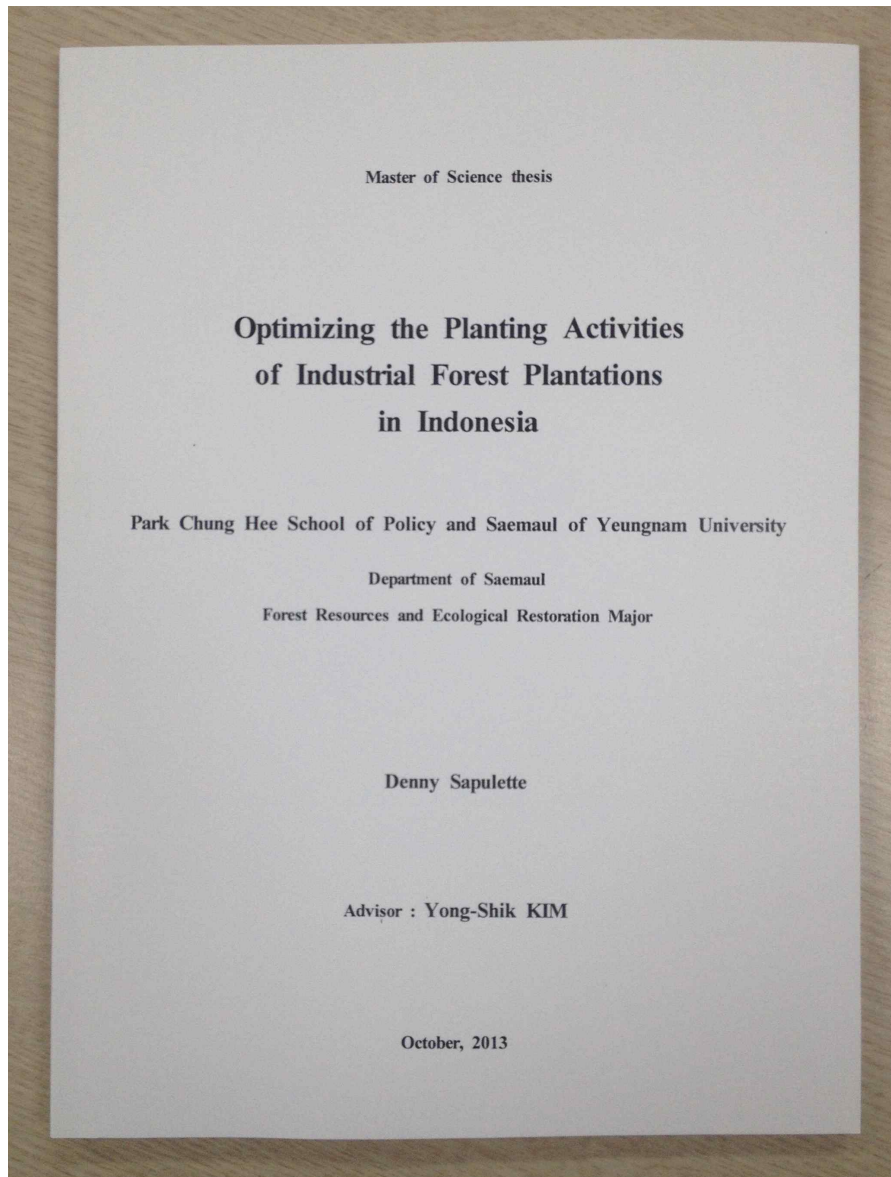 Master of Science thesis
Optimizing the Planting Activities
of Industrial Forest Plantations
in Indonesia
Park Chung Hee School of Policy and Saemaul of Yeungnam University
Department of Saemaul
Forest Resources and Ecological Restoration Major
Denny Sapulette
Advisor : Yong-Shik KIM
October, 2013